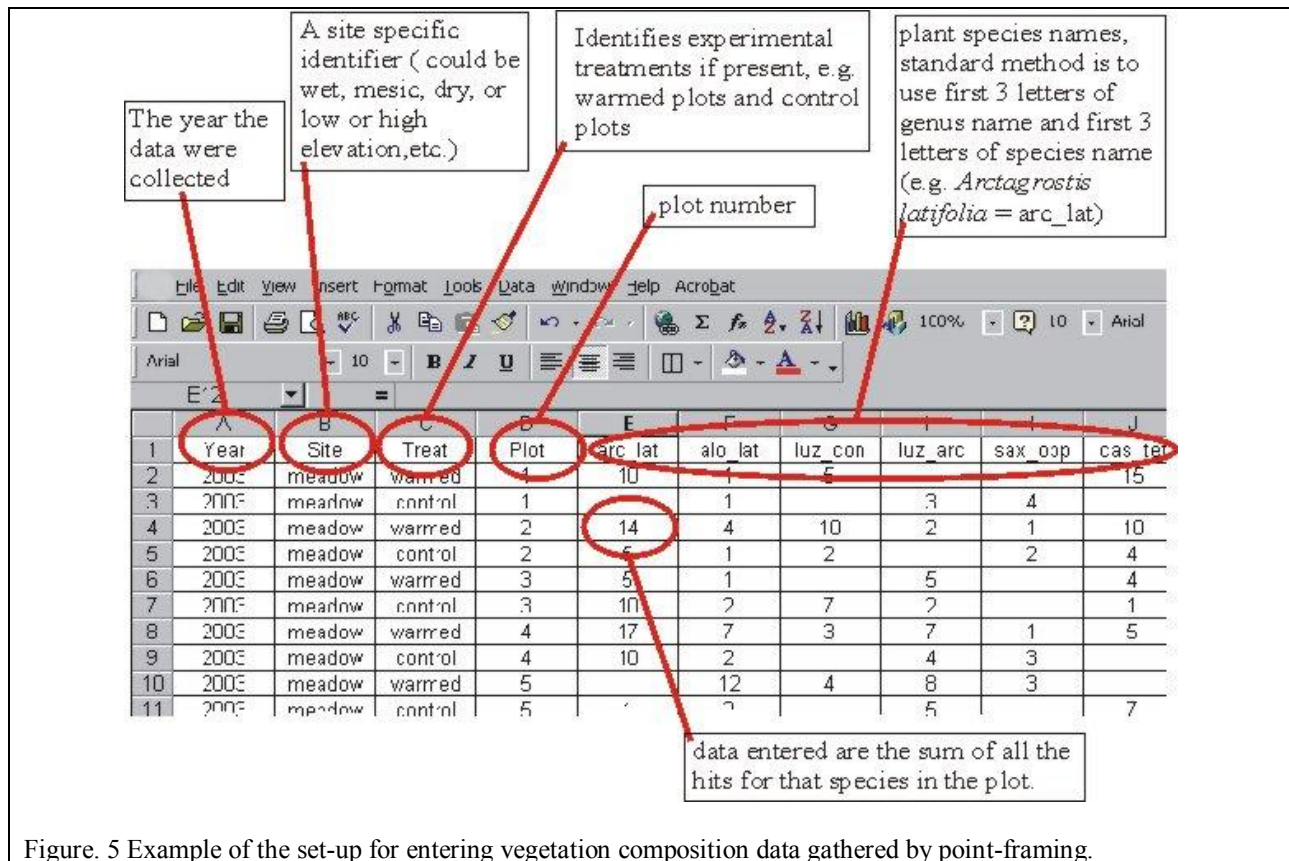 A site specific
identifier ( could be
wet, mesic, dry, or
low or high
elevation,etc.)
Identifies experimental
treatments if present, e.g.
warmed plots and control
plots
plant species names,
standard method is to
use first 3 letters of
genus name and first 3
letters of species name
(e.g. Arctagrostis
latifolia = arc_lat)
The year the
data were
collected
plot number
File Edit View Insert Format Tools Data Window Help Acrobat
100% 10 Arial
Arial 10 B I U
=
A B D E J
1 Year Site Treat Plot arc_lat alo_lat luz_con luz_arc sax_opp cas_tet
2 2003 meadow warmed 1 10 1 5 15
3 2003 meadow control 1 1 3 4
4 2003 meadow warmed 2 14 4 10 2 1 10
5 2003 meadow control 2 1 2 2 4
6 2003 meadow warmed 3 5 1 5 4
7 2003 meadow control 3 10 2 7 2 1
8 2003 meadow warmed 4 17 7 3 7 1 5
9 2003 meadow control 4 10 2 4 3
10 2003 meadow warmed 5 12 4 8 3
11 2003 meadow control 5 5 7
data entered are the sum of all the
hits for that species in the plot.
Figure. 5 Example of the set-up for entering vegetation composition data gathered by point-framing.